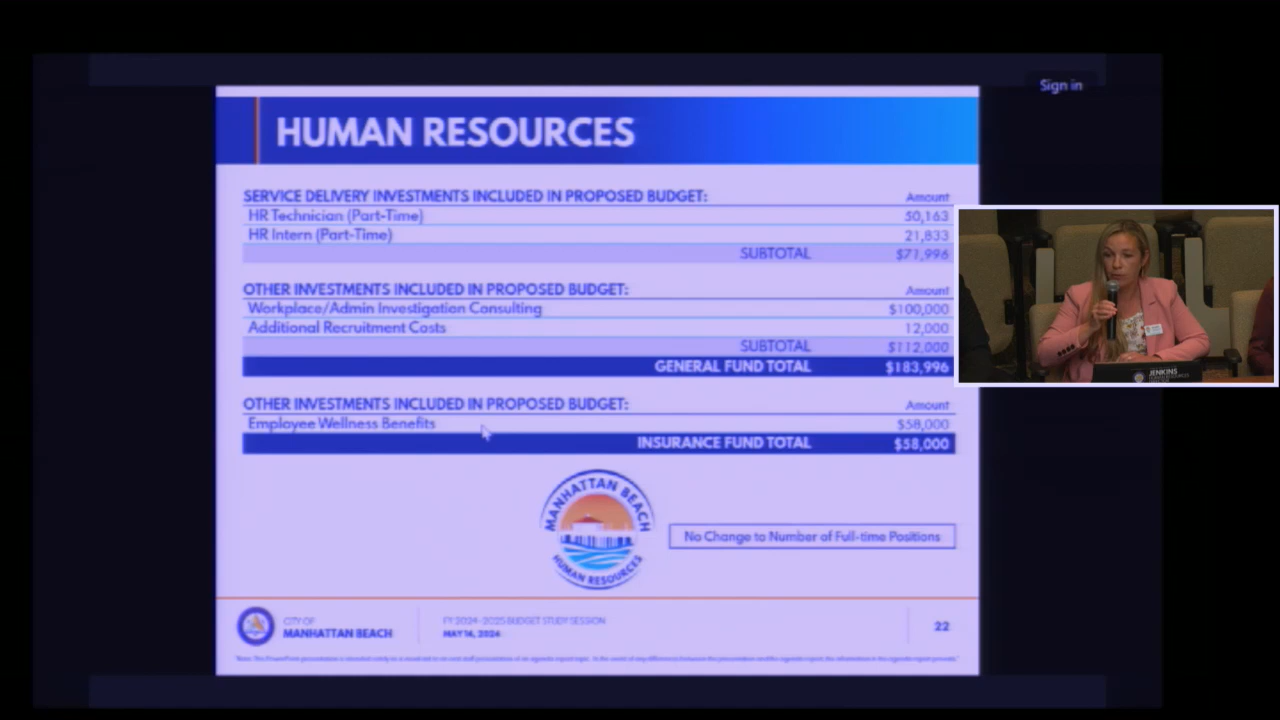 Sign in
HUMAN RESOURCES
SERVICE DELIVERY INVESTMENTS INCLUDED IN PROPOSED BUDGET: Amount
HR Technician (Part-Time) 50,163
HR Intern (Part-Time) 21,833
SUBTOTAL $71,996
OTHER INVESTMENTS INCLUDED IN PROPOSED BUDGET: Amount
Workplace/Admin Investigation Consulting $100,000
Additional Recruitment Costs 12,000
SUBTOTAL $112,000
GENERAL FUND TOTAL $183,996
OTHER INVESTMENTS INCLUDED IN PROPOSED BUDGET: Amount
Employee Wellness Benefits $58,000
INSURANCE FUND TOTAL $58,000
MANHATTAN BEACH
HUMAN RESOURCES
No Change to Number of Full-time Positions
CITY OF
MANHATTAN BEACH
FY 2024-2025 BUDGET STUDY SESSION
MAY 14, 2024
22
JENKINS
HUMAN RESOURCES